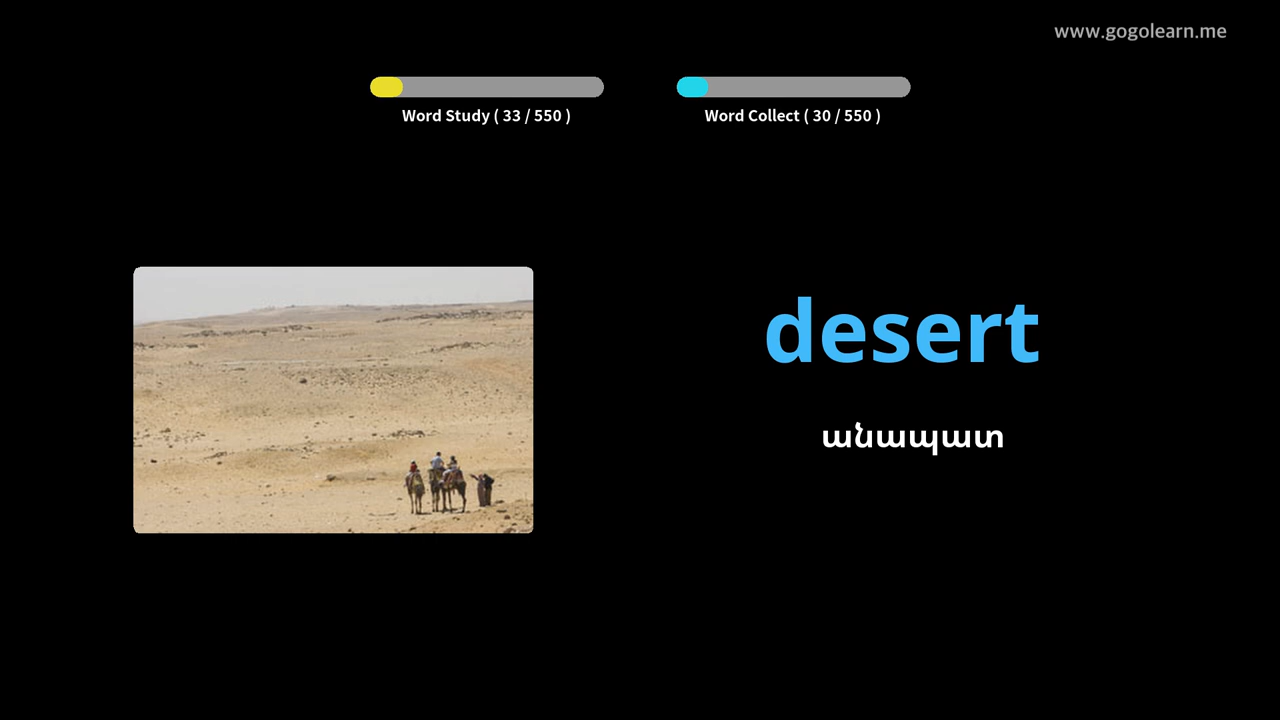 www.gogolearn.me
Word Study ( 33 / 550 )
Word Collect ( 30 / 550 )
desert
անապատ